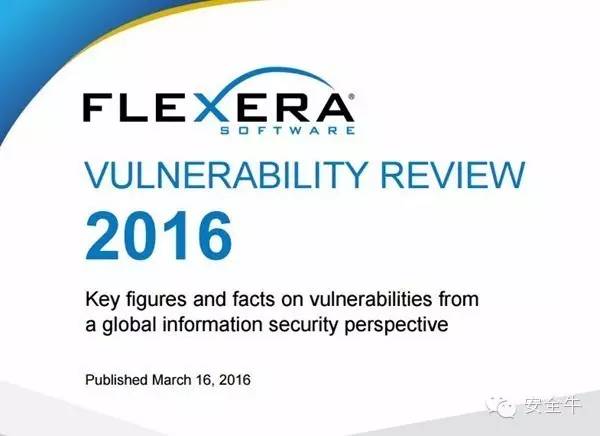 FLEXERA®
SOFTWARE
VULNERABILITY REVIEW
2016
Key figures and facts on vulnerabilities from
a global information security perspective
Published March 16, 2016
安全牛